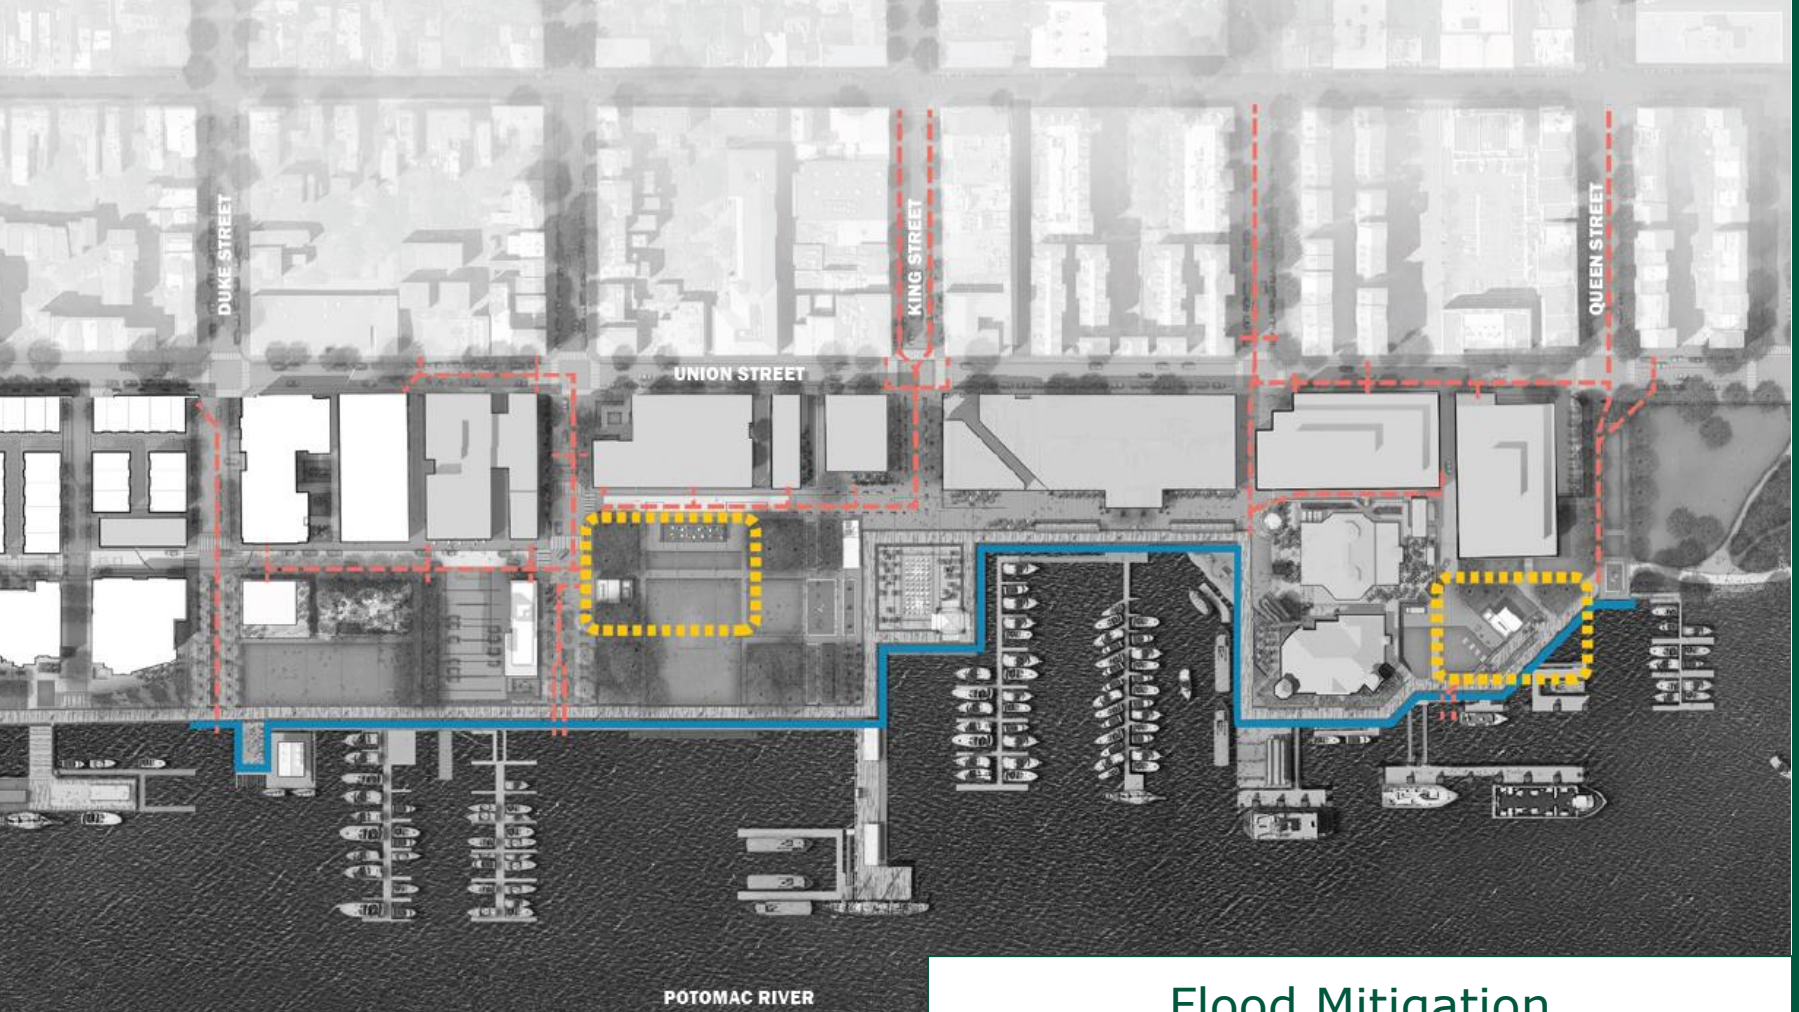 DUKE STREET
KING STREET
QUEEN STREET
UNION STREET
POTOMAC RIVER
Flood Mitigation